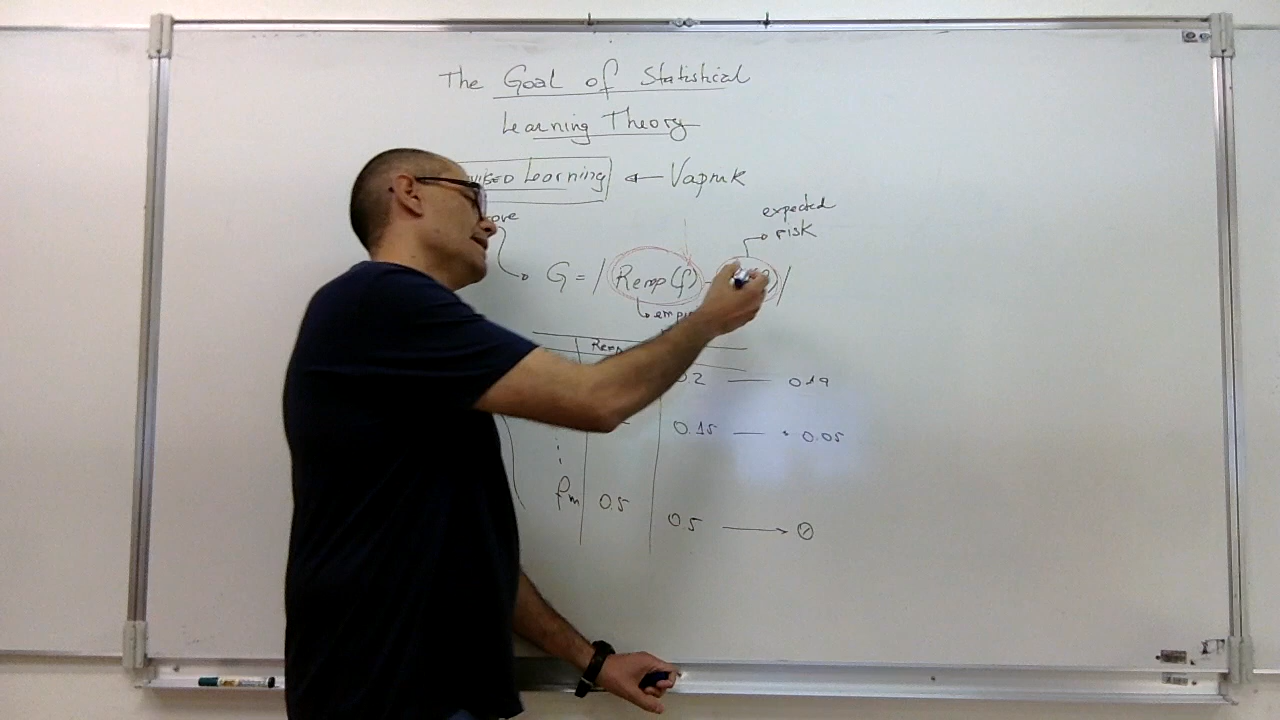 The Goal of Statistical
Learning Theory
Learning ← Vapnik
expected
risk
G = | Remp(f) - |
Remp
0.2 — 0.19
0.15 — 0.05
fm 0.5 0.5 → 0